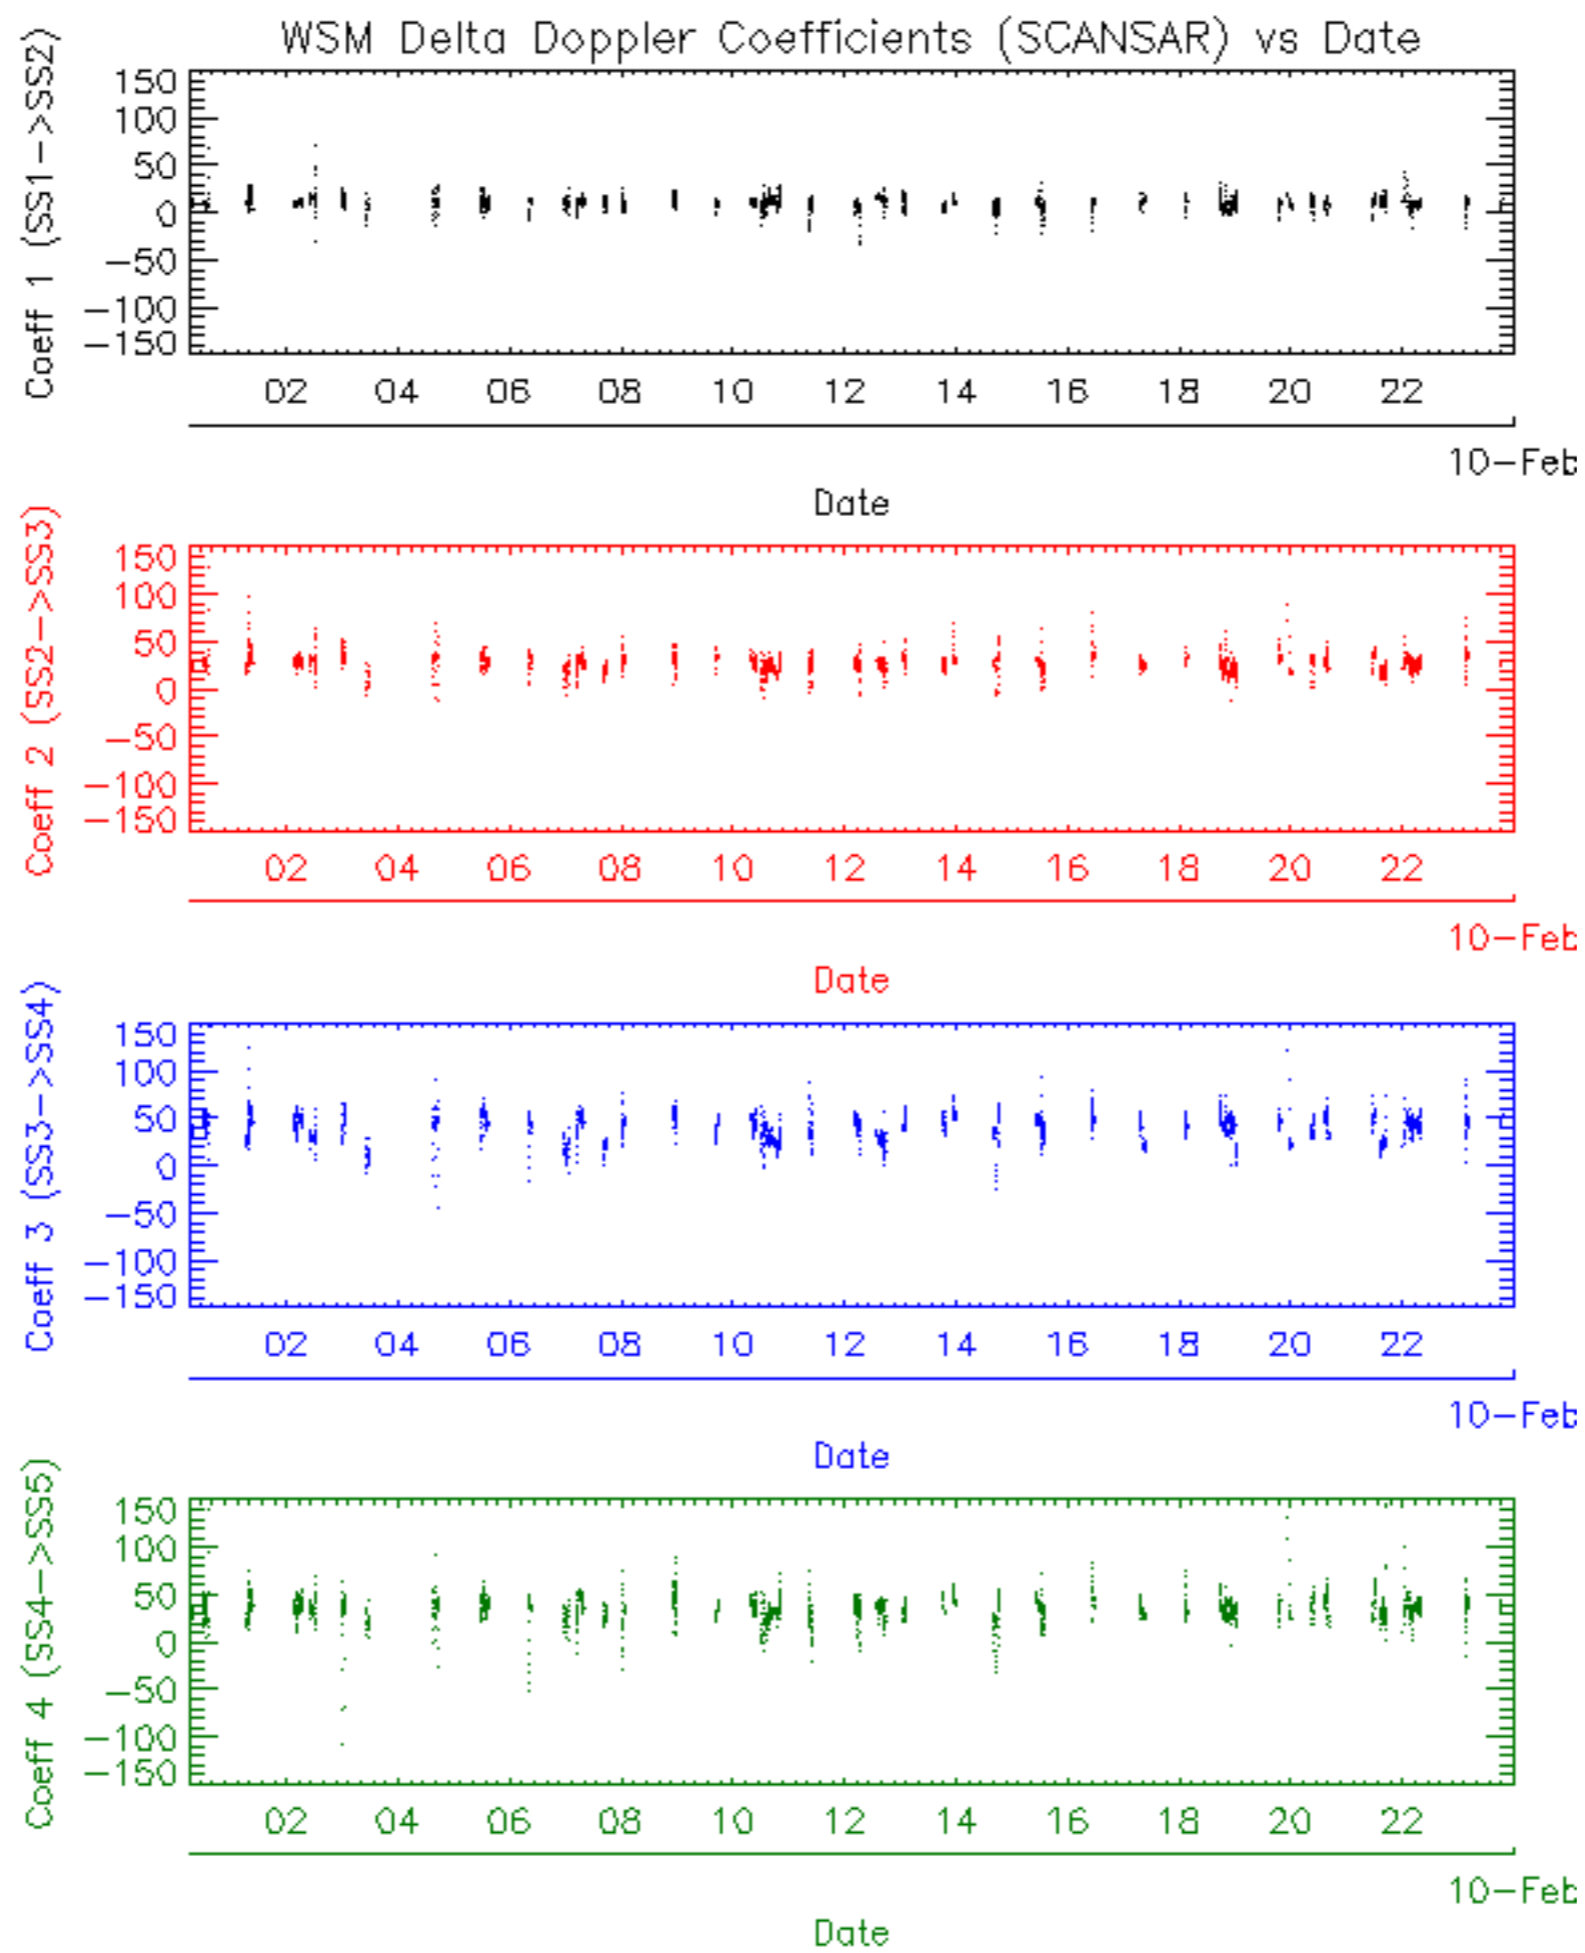 WSM Delta Doppler Coefficients (SCANSAR) vs Date
Coeff 1 (SS1->SS2)
150
100
50
0
-50
-100
-150
02 04 06 08 10 12 14 16 18 20 22
10-Feb
Date
Coeff 2 (SS2->SS3)
150
100
50
0
-50
-100
-150
02 04 06 08 10 12 14 16 18 20 22
10-Feb
Date
Coeff 3 (SS3->SS4)
150
100
50
0
-50
-100
-150
02 04 06 08 10 12 14 16 18 20 22
10-Feb
Date
Coeff 4 (SS4->SS5)
150
100
50
0
-50
-100
-150
02 04 06 08 10 12 14 16 18 20 22
10-Feb
Date